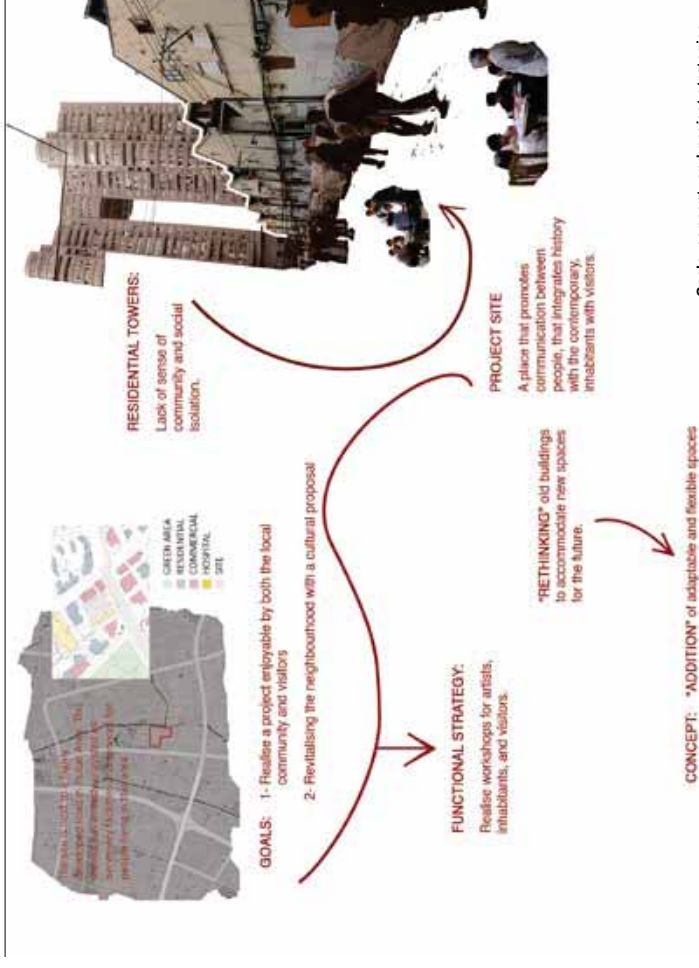 GREEN AREA
RESIDENTIAL
COMMERCIAL
HOSPITAL
SITE
GOALS: 1- Realise a project enjoyable by both the local
community and visitors
2- Revitalising the neighbourhood with a cultural proposal
RESIDENTIAL TOWERS:
Lack of sense of
community and social
isolation.
FUNCTIONAL STRATEGY:
Realise workshops for artists,
inhabitants, and visitors.
"RETHINKING" old buildings
to accommodate new spaces
for the future.
PROJECT SITE
A place that promotes
communication between
people, that integrates history
with the contemporary,
inhabitants with visitors.
CONCEPT: "ADDITION" of adaptable and flexible spaces